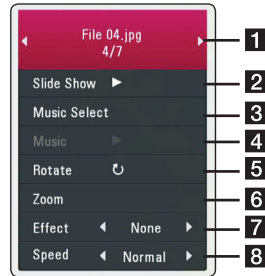 File 04.jpg
4/7
1
Slide Show
2
Music Select
3
Music
4
Rotate
5
Zoom
6
Effect None
7
Speed Normal
8